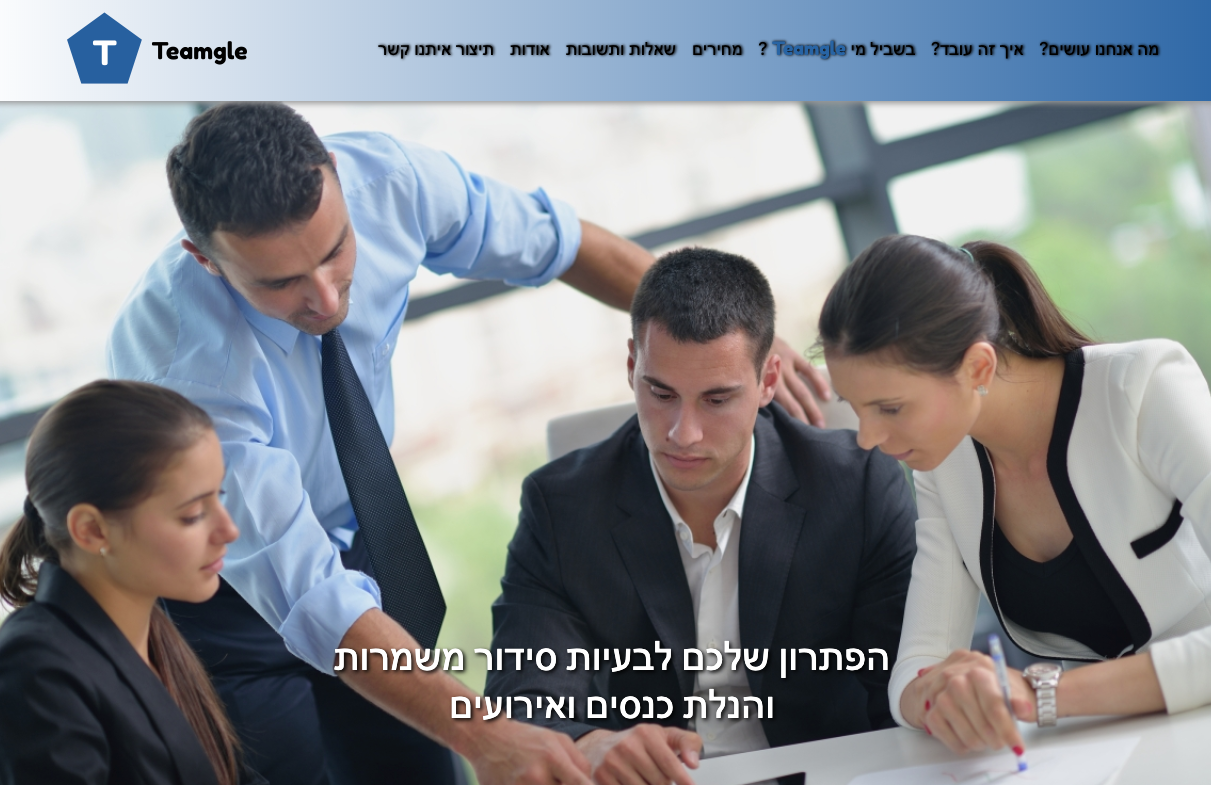 T Teamgle
מה אנחנו עושים? איך זה עובד? בשביל מי Teamgle ? מחירים שאלות ותשובות אודות תיצור איתנו קשר
הפתרון שלכם לבעיות סידור משמרות
והנלת כנסים ואירועים